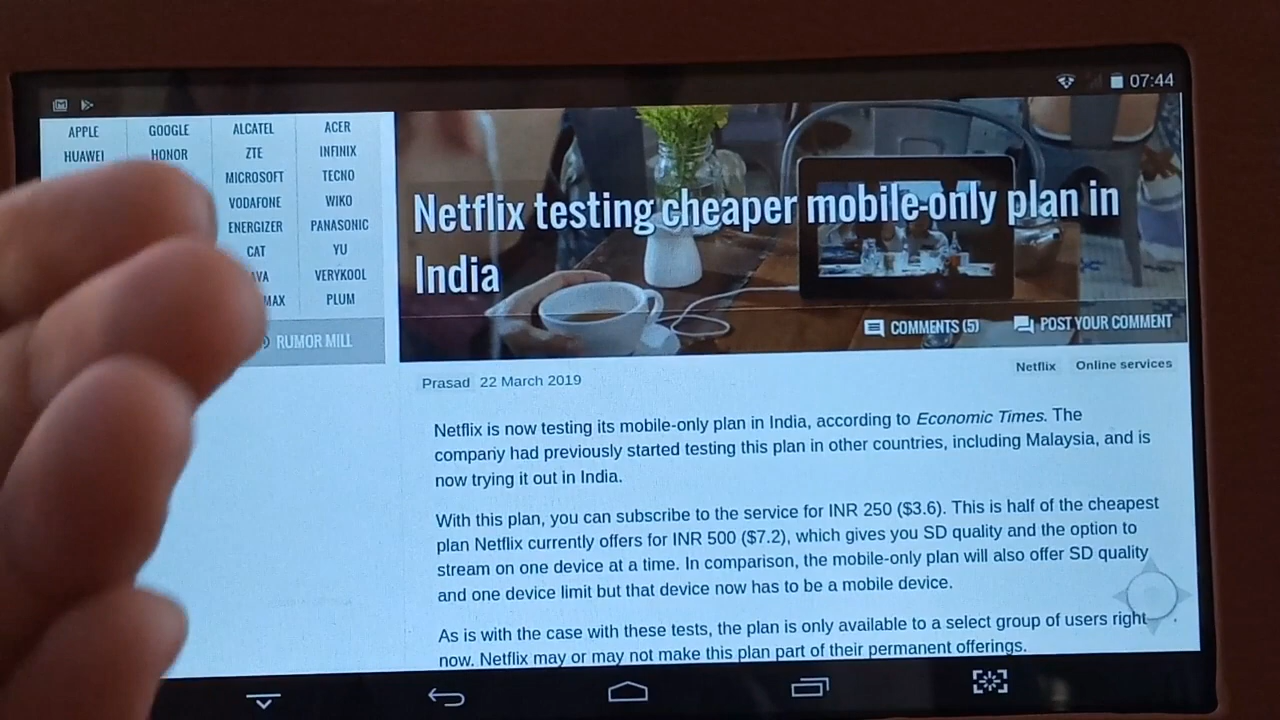 07:44
APPLE GOOGLE ALCATEL ACER
HUAWEI HONOR ZTE INFINIX
MICROSOFT TECNO
VODAFONE WIKO
ENERGIZER PANASONIC
CAT YU
VERYKOOL
PLUM
RUMOR MILL
Netflix testing cheaper mobile-only plan in
India
COMMENTS (5) POST YOUR COMMENT
Prasad 22 March 2019
Netflix Online services
Netflix is now testing its mobile-only plan in India, according to Economic Times. The
company had previously started testing this plan in other countries, including Malaysia, and is
now trying it out in India.
With this plan, you can subscribe to the service for INR 250 ($3.6). This is half of the cheapest
plan Netflix currently offers for INR 500 ($7.2), which gives you SD quality and the option to
stream on one device at a time. In comparison, the mobile-only plan will also offer SD quality
and one device limit but that device now has to be a mobile device.
As is with the case with these tests, the plan is only available to a select group of users right
now. Netflix may or may not make this plan part of their permanent offerings.